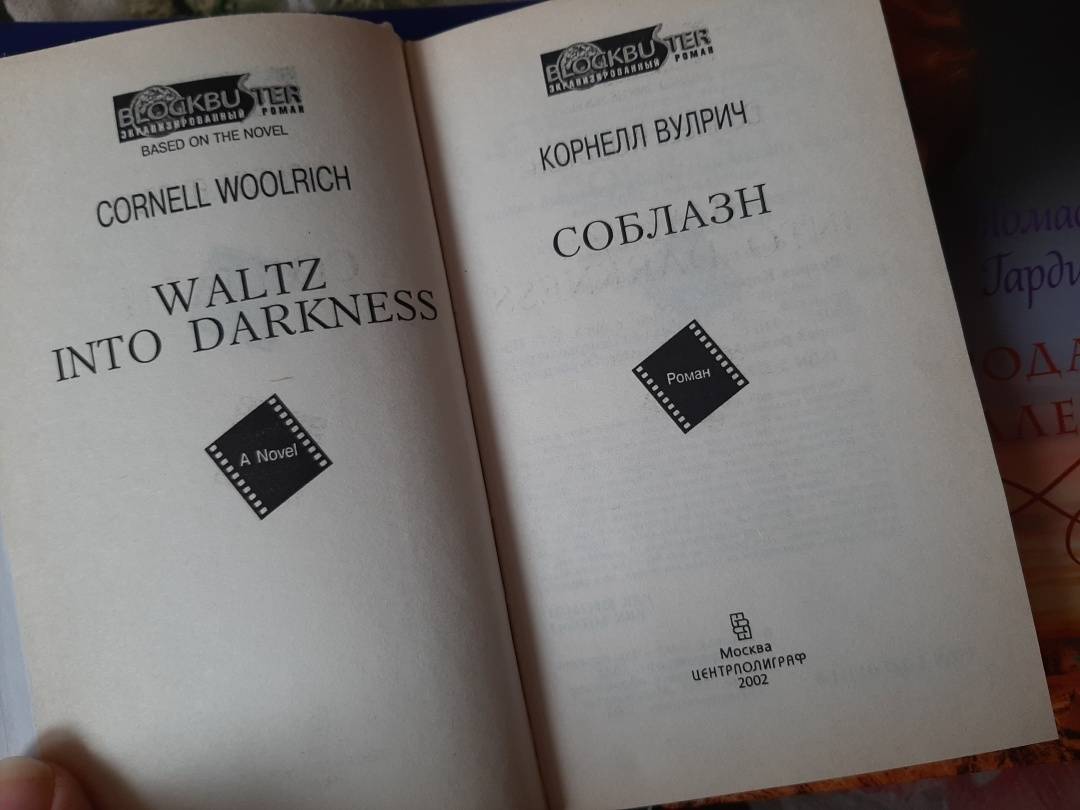 BLOCKBUSTER
ЭКРАНИЗИРОВАННЫЙ РОМАН
BASED ON THE NOVEL
CORNELL WOOLRICH
WALTZ
INTO DARKNESS
A Novel
BLOCKBUSTER
ЭКРАНИЗИРОВАННЫЙ РОМАН
КОРНЕЛЛ ВУЛРИЧ
СОБЛАЗН
Роман
Москва
ЦЕНТРПОЛИГРАФ
2002